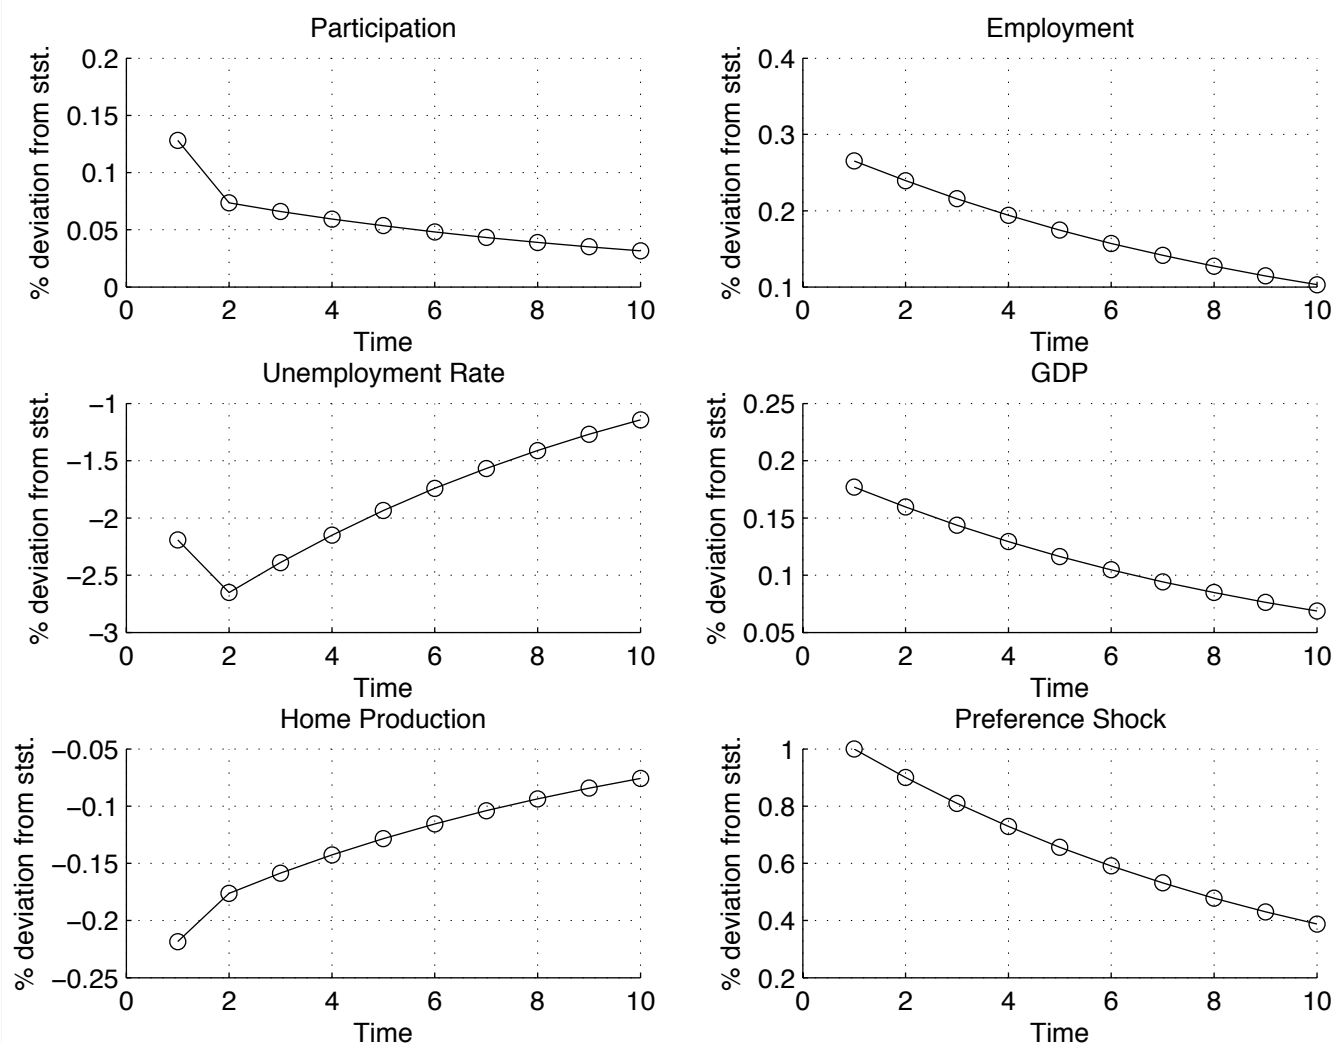 Participation
% deviation from stst.
0.2
0.15
0.1
0.05
0
0 2 4 6 8 10
Time
Employment
% deviation from stst.
0.4
0.3
0.2
0.1
0 2 4 6 8 10
Time
Unemployment Rate
% deviation from stst.
−1
−1.5
−2
−2.5
−3
0 2 4 6 8 10
Time
GDP
% deviation from stst.
0.25
0.2
0.15
0.1
0.05
0 2 4 6 8 10
Time
Home Production
% deviation from stst.
−0.05
−0.1
−0.15
−0.2
−0.25
0 2 4 6 8 10
Time
Preference Shock
% deviation from stst.
1
0.8
0.6
0.4
0.2
0 2 4 6 8 10
Time